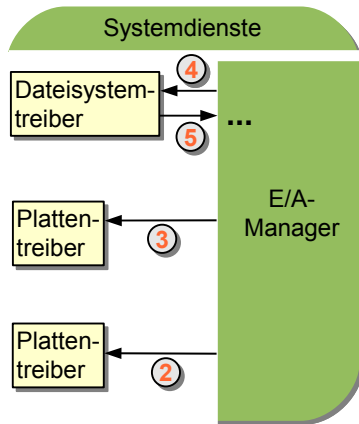 Systemdienste
4
Dateisystem-
treiber
5
...
E/A-
Manager
Platten-
treiber
3
Platten-
treiber
2